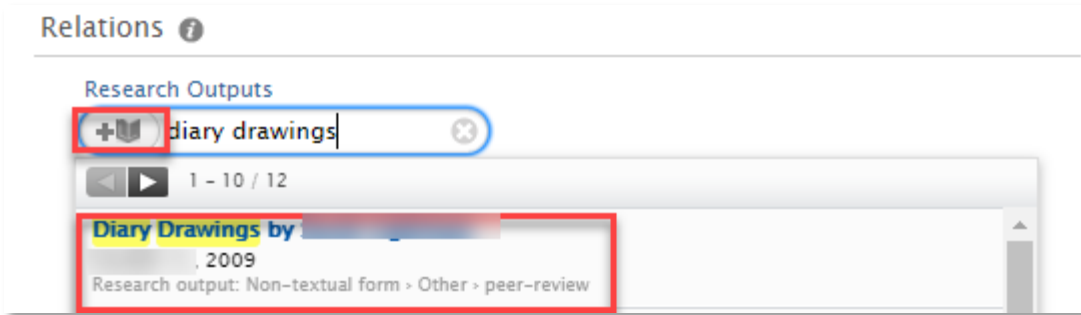 Relations
Research Outputs
diary drawings
1 – 10 / 12
Diary Drawings by
, 2009
Research output: Non-textual form › Other › peer-review